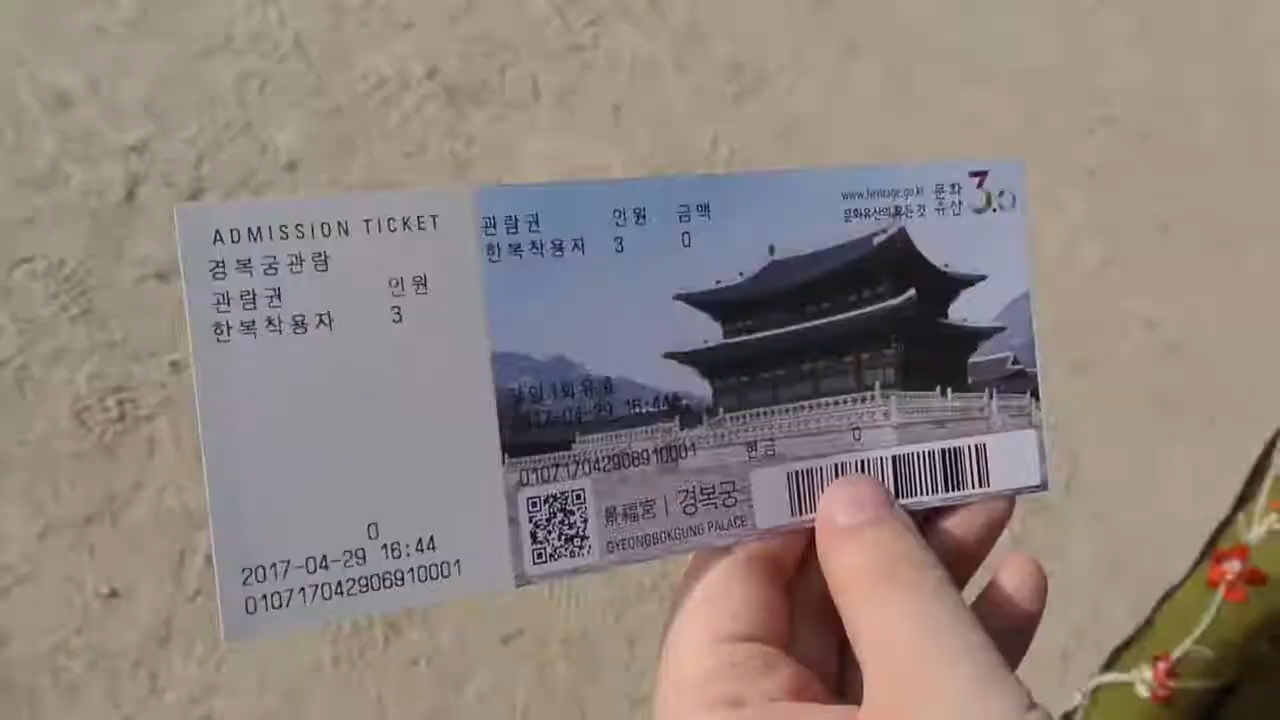 ADMISSION TICKET
경복궁관람
관람권 인원
한복착용자 3
0
2017-04-29 16:44
010717042906910001
관람권 인원 금액
한복착용자 3 0
www.heritage.go.kr
문화유산의 모든 것
문화
유산
3.0
당일 1회 유효
2017-04-29 16:44
010717042906910001 현금 0
景福宮 | 경복궁
GYEONGBOKGUNG PALACE